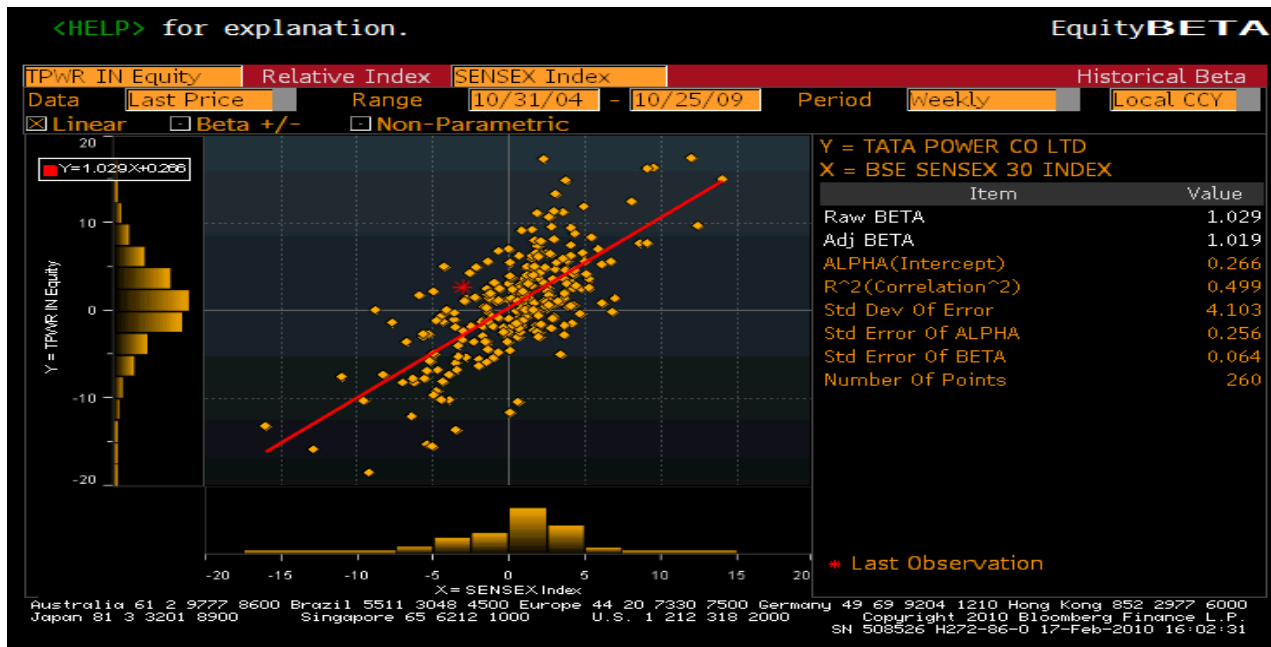 <HELP> for explanation. EquityBETA
TPWR IN Equity Relative Index SENSEX Index Historical Beta
Data Last Price Range 10/31/04 - 10/25/09 Period Weekly Local CCY
Linear Beta +/- Non-Parametric
Y = TATA POWER CO LTD
X = BSE SENSEX 30 INDEX
Item Value
Raw BETA 1.029
Adj BETA 1.019
ALPHA(Intercept) 0.266
R^2(Correlation^2) 0.499
Std Dev Of Error 4.103
Std Error Of ALPHA 0.256
Std Error Of BETA 0.064
Number Of Points 260
* Last Observation
20
Y=1.029X+0.266
10
0
-10
-20
Y = TPWR IN Equity
-20 -15 -10 -5 0 5 10 15 20
X = SENSEX Index
Australia 61 2 9777 8600 Brazil 5511 3048 4500 Europe 44 20 7330 7500 Germany 49 69 9204 1210 Hong Kong 852 2977 6000
Japan 81 3 3201 8900 Singapore 65 6212 1000 U.S. 1 212 318 2000 Copyright 2010 Bloomberg Finance L.P.
SN 508526 H272-86-0 17-Feb-2010 16:02:31